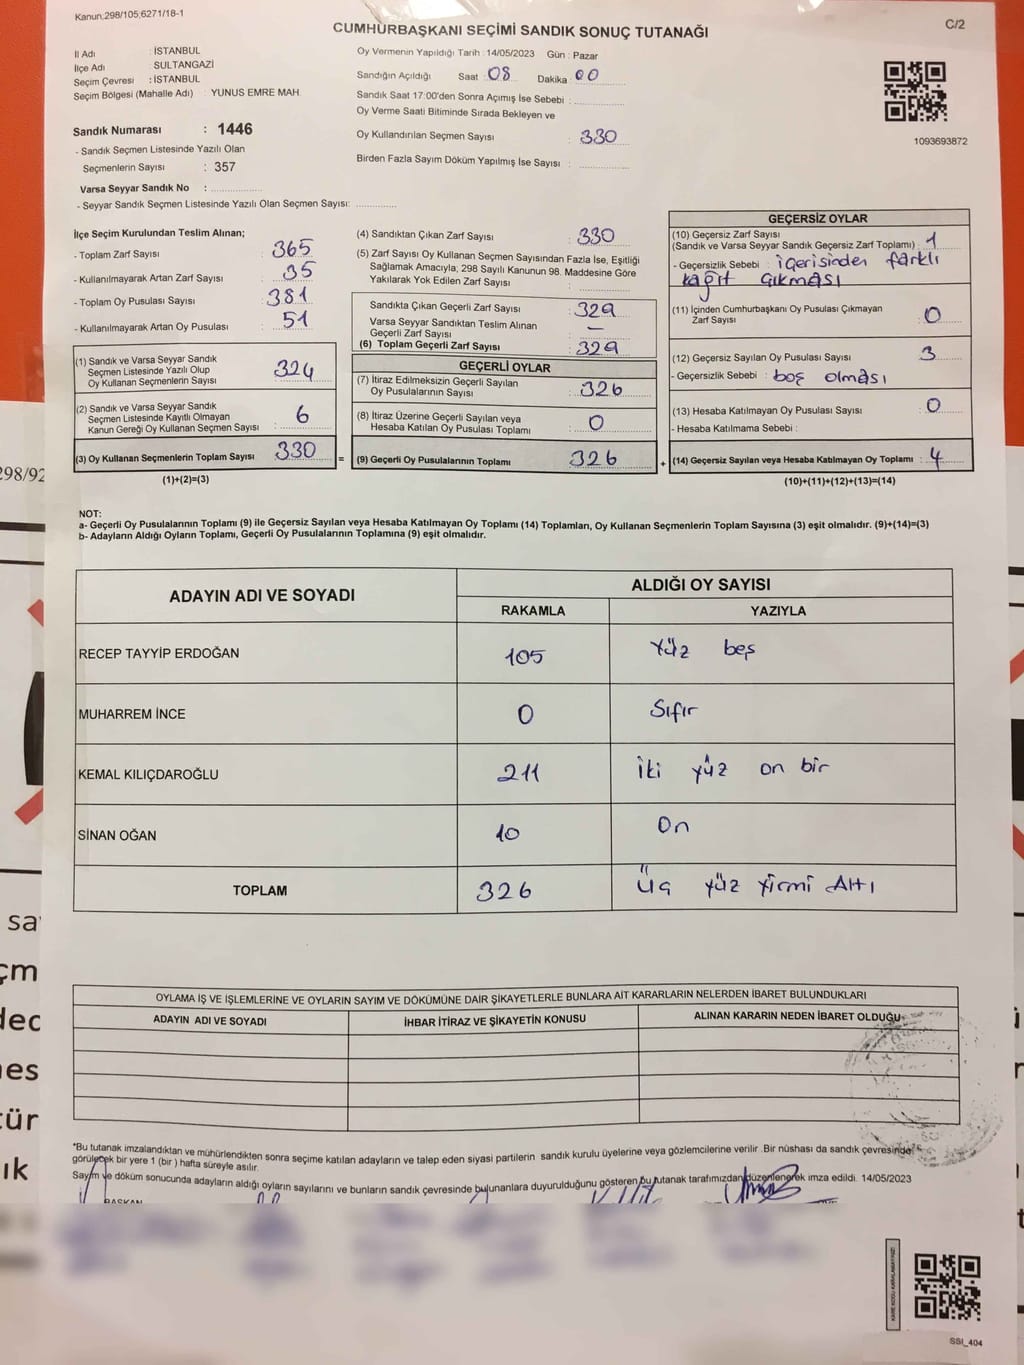 Kanun:298/105;6271/18-1
C/2
CUMHURBAŞKANI SEÇİMİ SANDIK SONUÇ TUTANAĞI
İl Adı : İSTANBUL
İlçe Adı : SULTANGAZİ
Seçim Çevresi : İSTANBUL
Seçim Bölgesi (Mahalle Adı) : YUNUS EMRE MAH.
Sandık Numarası : 1446
- Sandık Seçmen Listesinde Yazılı Olan
Seçmenlerin Sayısı : 357
Varsa Seyyar Sandık No :
- Seyyar Sandık Seçmen Listesinde Yazılı Olan Seçmen Sayısı:
Oy Vermenin Yapıldığı Tarih : 14/05/2023 Gün : Pazar
Sandığın Açıldığı Saat : 08 Dakika : 00
Sandık Saat 17:00'den Sonra Açımış İse Sebebi :
Oy Verme Saati Bitiminde Sırada Bekleyen ve
Oy Kullandırılan Seçmen Sayısı : 330
Birden Fazla Sayım Döküm Yapılmış İse Sayısı :
1093693872
İlçe Seçim Kurulundan Teslim Alınan;
- Toplam Zarf Sayısı : 365
- Kullanılmayarak Artan Zarf Sayısı : 35
- Toplam Oy Pusulası Sayısı : 381
- Kullanılmayarak Artan Oy Pusulası : 51
(1) Sandık ve Varsa Seyyar Sandık
Seçmen Listesinde Yazılı Olup
Oy Kullanan Seçmenlerin Sayısı : 324
(2) Sandık ve Varsa Seyyar Sandık
Seçmen Listesinde Kayıtlı Olmayan
Kanun Gereği Oy Kullanan Seçmen Sayısı : 6
(3) Oy Kullanan Seçmenlerin Toplam Sayısı : 330
(1)+(2)=(3)
=
(4) Sandıktan Çıkan Zarf Sayısı : 330
(5) Zarf Sayısı Oy Kullanan Seçmen Sayısından Fazla İse, Eşitliği
Sağlamak Amacıyla; 298 Sayılı Kanunun 98. Maddesine Göre
Yakılarak Yok Edilen Zarf Sayısı :
Sandıkta Çıkan Geçerli Zarf Sayısı : 329
Varsa Seyyar Sandıktan Teslim Alınan
Geçerli Zarf Sayısı : —
(6) Toplam Geçerli Zarf Sayısı : 329
GEÇERLİ OYLAR
(7) İtiraz Edilmeksizin Geçerli Sayılan
Oy Pusulalarının Sayısı : 326
(8) İtiraz Üzerine Geçerli Sayılan veya
Hesaba Katılan Oy Pusulası Toplamı : 0
(9) Geçerli Oy Pusulalarının Toplamı : 326
+
GEÇERSİZ OYLAR
(10) Geçersiz Zarf Sayısı
(Sandık ve Varsa Seyyar Sandık Geçersiz Zarf Toplamı) : 1
- Geçersizlik Sebebi : içerisinden farklı
kağıt çıkması
(11) İçinden Cumhurbaşkanı Oy Pusulası Çıkmayan
Zarf Sayısı : 0
(12) Geçersiz Sayılan Oy Pusulası Sayısı : 3
- Geçersizlik Sebebi : boş olması
(13) Hesaba Katılmayan Oy Pusulası Sayısı : 0
- Hesaba Katılmama Sebebi :
(14) Geçersiz Sayılan veya Hesaba Katılmayan Oy Toplamı : 4
(10)+(11)+(12)+(13)=(14)
NOT:
a- Geçerli Oy Pusulalarının Toplamı (9) ile Geçersiz Sayılan veya Hesaba Katılmayan Oy Toplamı (14) Toplamları, Oy Kullanan Seçmenlerin Toplam Sayısına (3) eşit olmalıdır. (9)+(14)=(3)
b- Adayların Aldığı Oyların Toplamı, Geçerli Oy Pusulalarının Toplamına (9) eşit olmalıdır.
ADAYIN ADI VE SOYADI
ALDIĞI OY SAYISI
RAKAMLA YAZIYLA
RECEP TAYYİP ERDOĞAN 105 Yüz beş
MUHARREM İNCE 0 Sıfır
KEMAL KILIÇDAROĞLU 211 iki yüz on bir
SİNAN OĞAN 10 On
TOPLAM 326 Üç yüz yirmi Altı
OYLAMA İŞ VE İŞLEMLERİNE VE OYLARIN SAYIM VE DÖKÜMÜNE DAİR ŞİKAYETLERLE BUNLARA AİT KARARLARIN NELERDEN İBARET BULUNDUKLARI
ADAYIN ADI VE SOYADI İHBAR İTİRAZ VE ŞİKAYETİN KONUSU ALINAN KARARIN NEDEN İBARET OLDUĞU
*Bu tutanak imzalandıktan ve mühürlendikten sonra seçime katılan adayların ve talep eden siyasi partilerin sandık kurulu üyelerine veya gözlemcilerine verilir .Bir nüshası da sandık çevresinde
görülecek bir yere 1 (bir ) hafta süreyle asılır.
Sayım ve döküm sonucunda adayların aldığı oyların sayılarını ve bunların sandık çevresinde bulunanlara duyurulduğunu gösteren bu tutanak tarafımızdan düzenlenerek imza edildi. 14/05/2023
BAŞKAN
SSI_404
298/92
sa
çm
dec
es
tür
ık